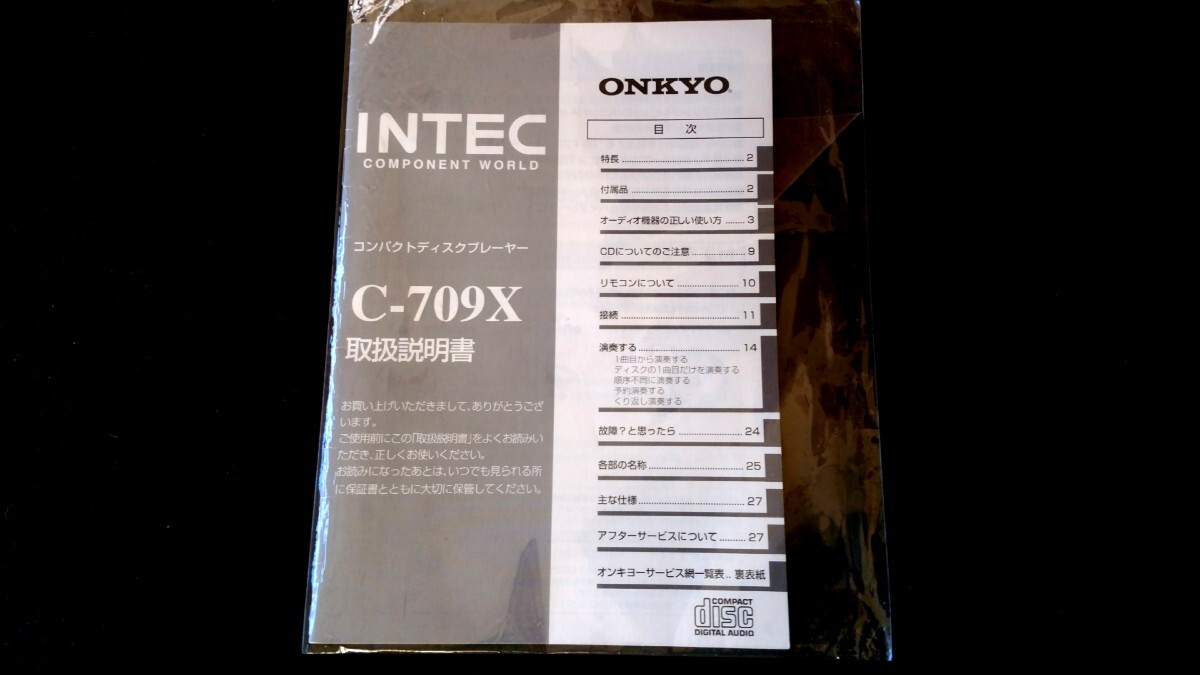 INTEC
COMPONENT WORLD
コンパクトディスクプレーヤー
C-709X
取扱説明書
お買い上げいただきまして、ありがとうござ
います。
ご使用前にこの「取扱説明書」をよくお読みい
ただき、正しくお使いください。
お読みになったあとは、いつでも見られる所
に保証書とともに大切に保管してください。
ONKYO
目 次
特長 2
付属品 2
オーディオ機器の正しい使い方 3
CDについてのご注意 9
リモコンについて 10
接続 11
演奏する 14
1曲目から演奏する
ディスクの1曲目だけを演奏する
順序不同に演奏する
予約演奏する
くり返し演奏する
故障?と思ったら 24
各部の名称 25
主な仕様 27
アフターサービスについて 27
オンキヨーサービス網一覧表.. 裏表紙
COMPACT
disc
DIGITAL AUDIO